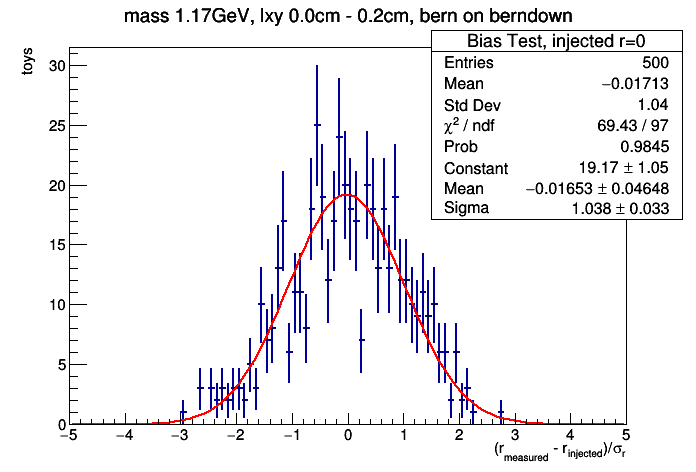 mass 1.17GeV, lxy 0.0cm - 0.2cm, bern on berndown
Bias Test, injected r=0
Entries 500
Mean −0.01713
Std Dev 1.04
χ² / ndf 69.43 / 97
Prob 0.9845
Constant 19.17 ± 1.05
Mean −0.01653 ± 0.04648
Sigma 1.038 ± 0.033
toys
30
25
20
15
10
5
0
−5 −4 −3 −2 −1 0 1 2 3 4 5
(r_measured - r_injected)/σ_r